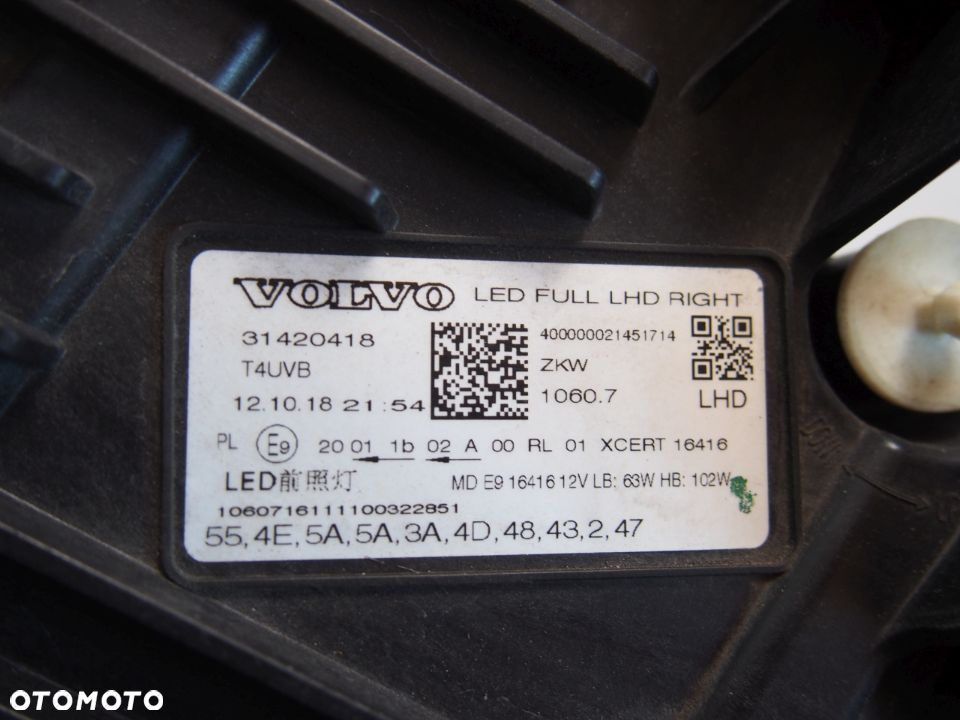 VOLVO LED FULL LHD RIGHT
31420418
T4UVB
12.10.18 21:54
400000021451714
ZKW
1060.7
LHD
PL E9 20 01 1b 02 A 00 RL 01 XCERT 16416
LED前照灯 MD E9 16416 12V LB: 63W HB: 102W
1060716111100322851
55,4E,5A,5A,3A,4D,48,43,2,47
OTOMOTO